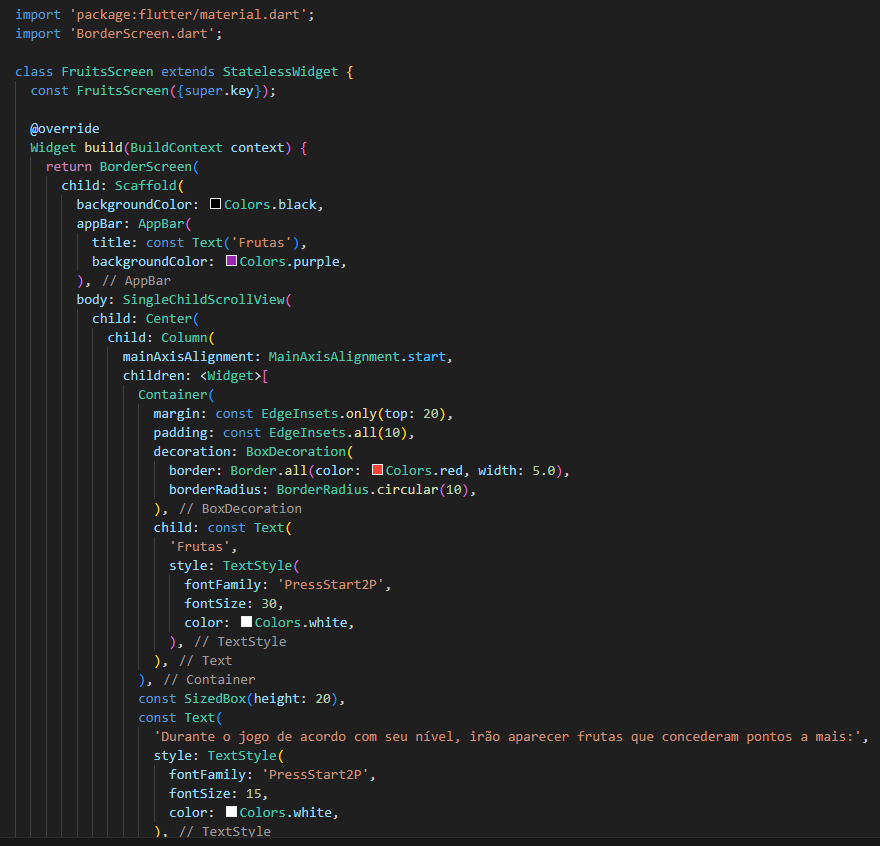 import 'package:flutter/material.dart';
import 'BorderScreen.dart';
class FruitsScreen extends StatelessWidget {
const FruitsScreen({super.key});
@override
Widget build(BuildContext context) {
return BorderScreen(
child: Scaffold(
backgroundColor: Colors.black,
appBar: AppBar(
title: const Text('Frutas'),
backgroundColor: Colors.purple,
), // AppBar
body: SingleChildScrollView(
child: Center(
child: Column(
mainAxisAlignment: MainAxisAlignment.start,
children: <Widget>[
Container(
margin: const EdgeInsets.only(top: 20),
padding: const EdgeInsets.all(10),
decoration: BoxDecoration(
border: Border.all(color: Colors.red, width: 5.0),
borderRadius: BorderRadius.circular(10),
), // BoxDecoration
child: const Text(
'Frutas',
style: TextStyle(
fontFamily: 'PressStart2P',
fontSize: 30,
color: Colors.white,
), // TextStyle
), // Text
), // Container
const SizedBox(height: 20),
const Text(
'Durante o jogo de acordo com seu nível, irão aparecer frutas que concederam pontos a mais:',
style: TextStyle(
fontFamily: 'PressStart2P',
fontSize: 15,
color: Colors.white,
), // TextStyle